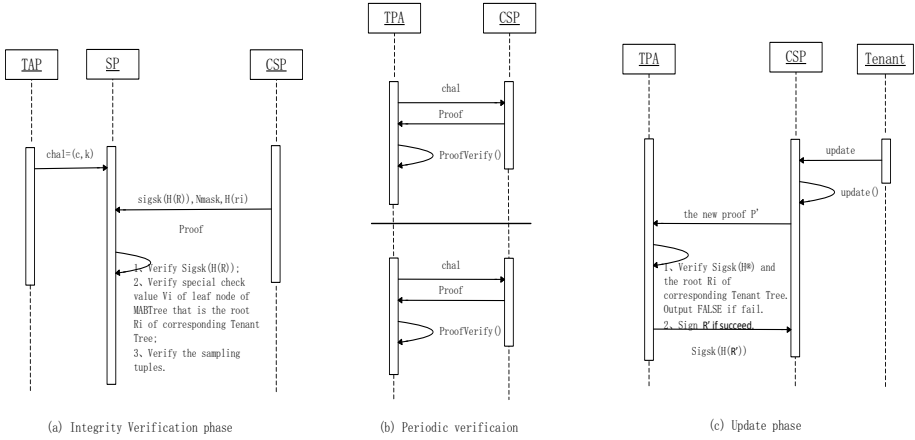 TAP
SP
CSP
chal=(c,k)
sigsk(H(R)),Nmask,H(ri)
Proof
1、Verify Sigsk(H(R));
2、Verify special check
value Vi of leaf node of
MABTree that is the root
Ri of corresponding Tenant
Tree;
3、Verify the sampling
tuples.
(a) Integrity Verification phase
TPA
CSP
chal
Proof
ProofVerify()
chal
Proof
ProofVerify()
(b) Periodic verificaion
TPA
CSP
Tenant
update
update()
the new proof P'
1、Verify Sigsk(H®) and
the root Ri of
corresponding Tenant Tree.
Output FALSE if fail.
2、Sign R' if succeed.
Sigsk(H(R'))
(c) Update phase